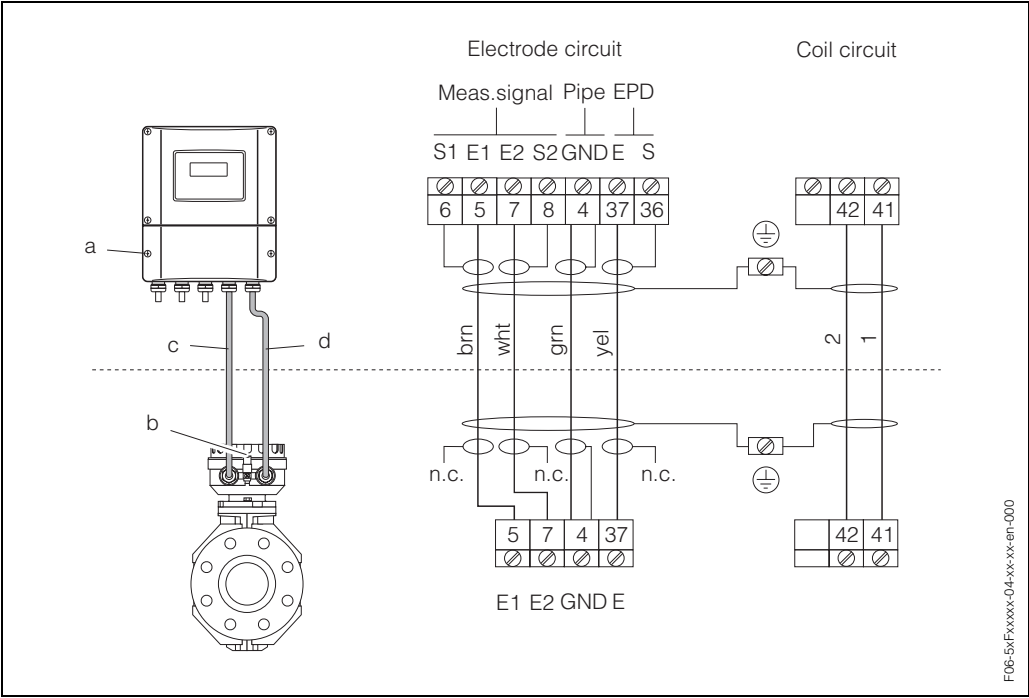 Electrode circuit Coil circuit
Meas.signal Pipe EPD
S1 E1 E2 S2 GND E S
6 5 7 8 4 37 36 42 41
a
brn wht grn yel 2 1
c d
b
n.c. n.c. n.c.
5 7 4 37 42 41
E1 E2 GND E
F06-5xFxxxxx-04-xx-xx-en-000